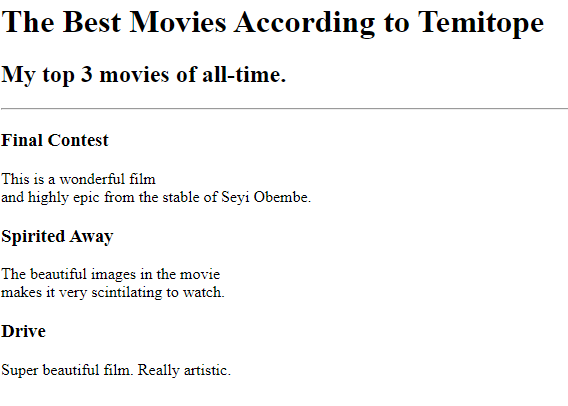 The Best Movies According to Temitope
My top 3 movies of all-time.
Final Contest
This is a wonderful film
and highly epic from the stable of Seyi Obembe.
Spirited Away
The beautiful images in the movie
makes it very scintilating to watch.
Drive
Super beautiful film. Really artistic.